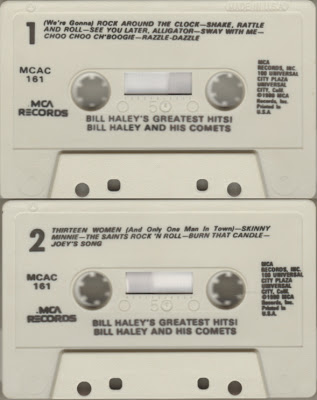 1
(We're Gonna) ROCK AROUND THE CLOCK—SHAKE, RATTLE
AND ROLL—SEE YOU LATER, ALLIGATOR—SWAY WITH ME—
CHOO CHOO CH'BOOGIE—RAZZLE-DAZZLE
MCAC
161
MCA RECORDS
50
MCA
RECORDS, INC.
100 UNIVERSAL
CITY PLAZA
UNIVERSAL
CITY, Calif.
©1980 MCA
Records, Inc.
Printed in
U.S.A.
BILL HALEY'S GREATEST HITS!
BILL HALEY AND HIS COMETS
2
THIRTEEN WOMEN (And Only One Man In Town)—SKINNY
MINNIE—THE SAINTS ROCK 'N ROLL—BURN THAT CANDLE—
JOEY'S SONG
MCAC
161
MCA RECORDS
50
MCA
RECORDS, INC.
100 UNIVERSAL
CITY PLAZA
UNIVERSAL
CITY, Calif.
©1980 MCA
Records, Inc.
Printed in
U.S.A.
BILL HALEY'S GREATEST HITS!
BILL HALEY AND HIS COMETS